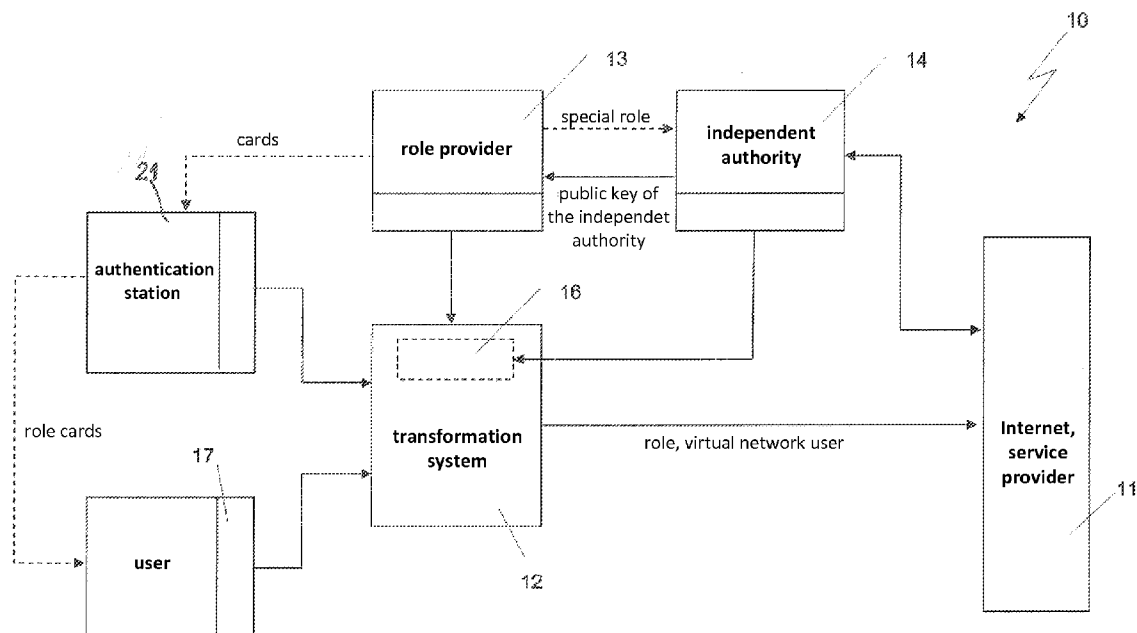 10
13
14
special role
cards
role provider
independent
authority
21
public key of
the independet
authority
authentication
station
16
role cards
transformation
system
role, virtual network user
Internet,
service
provider
17
11
user
12